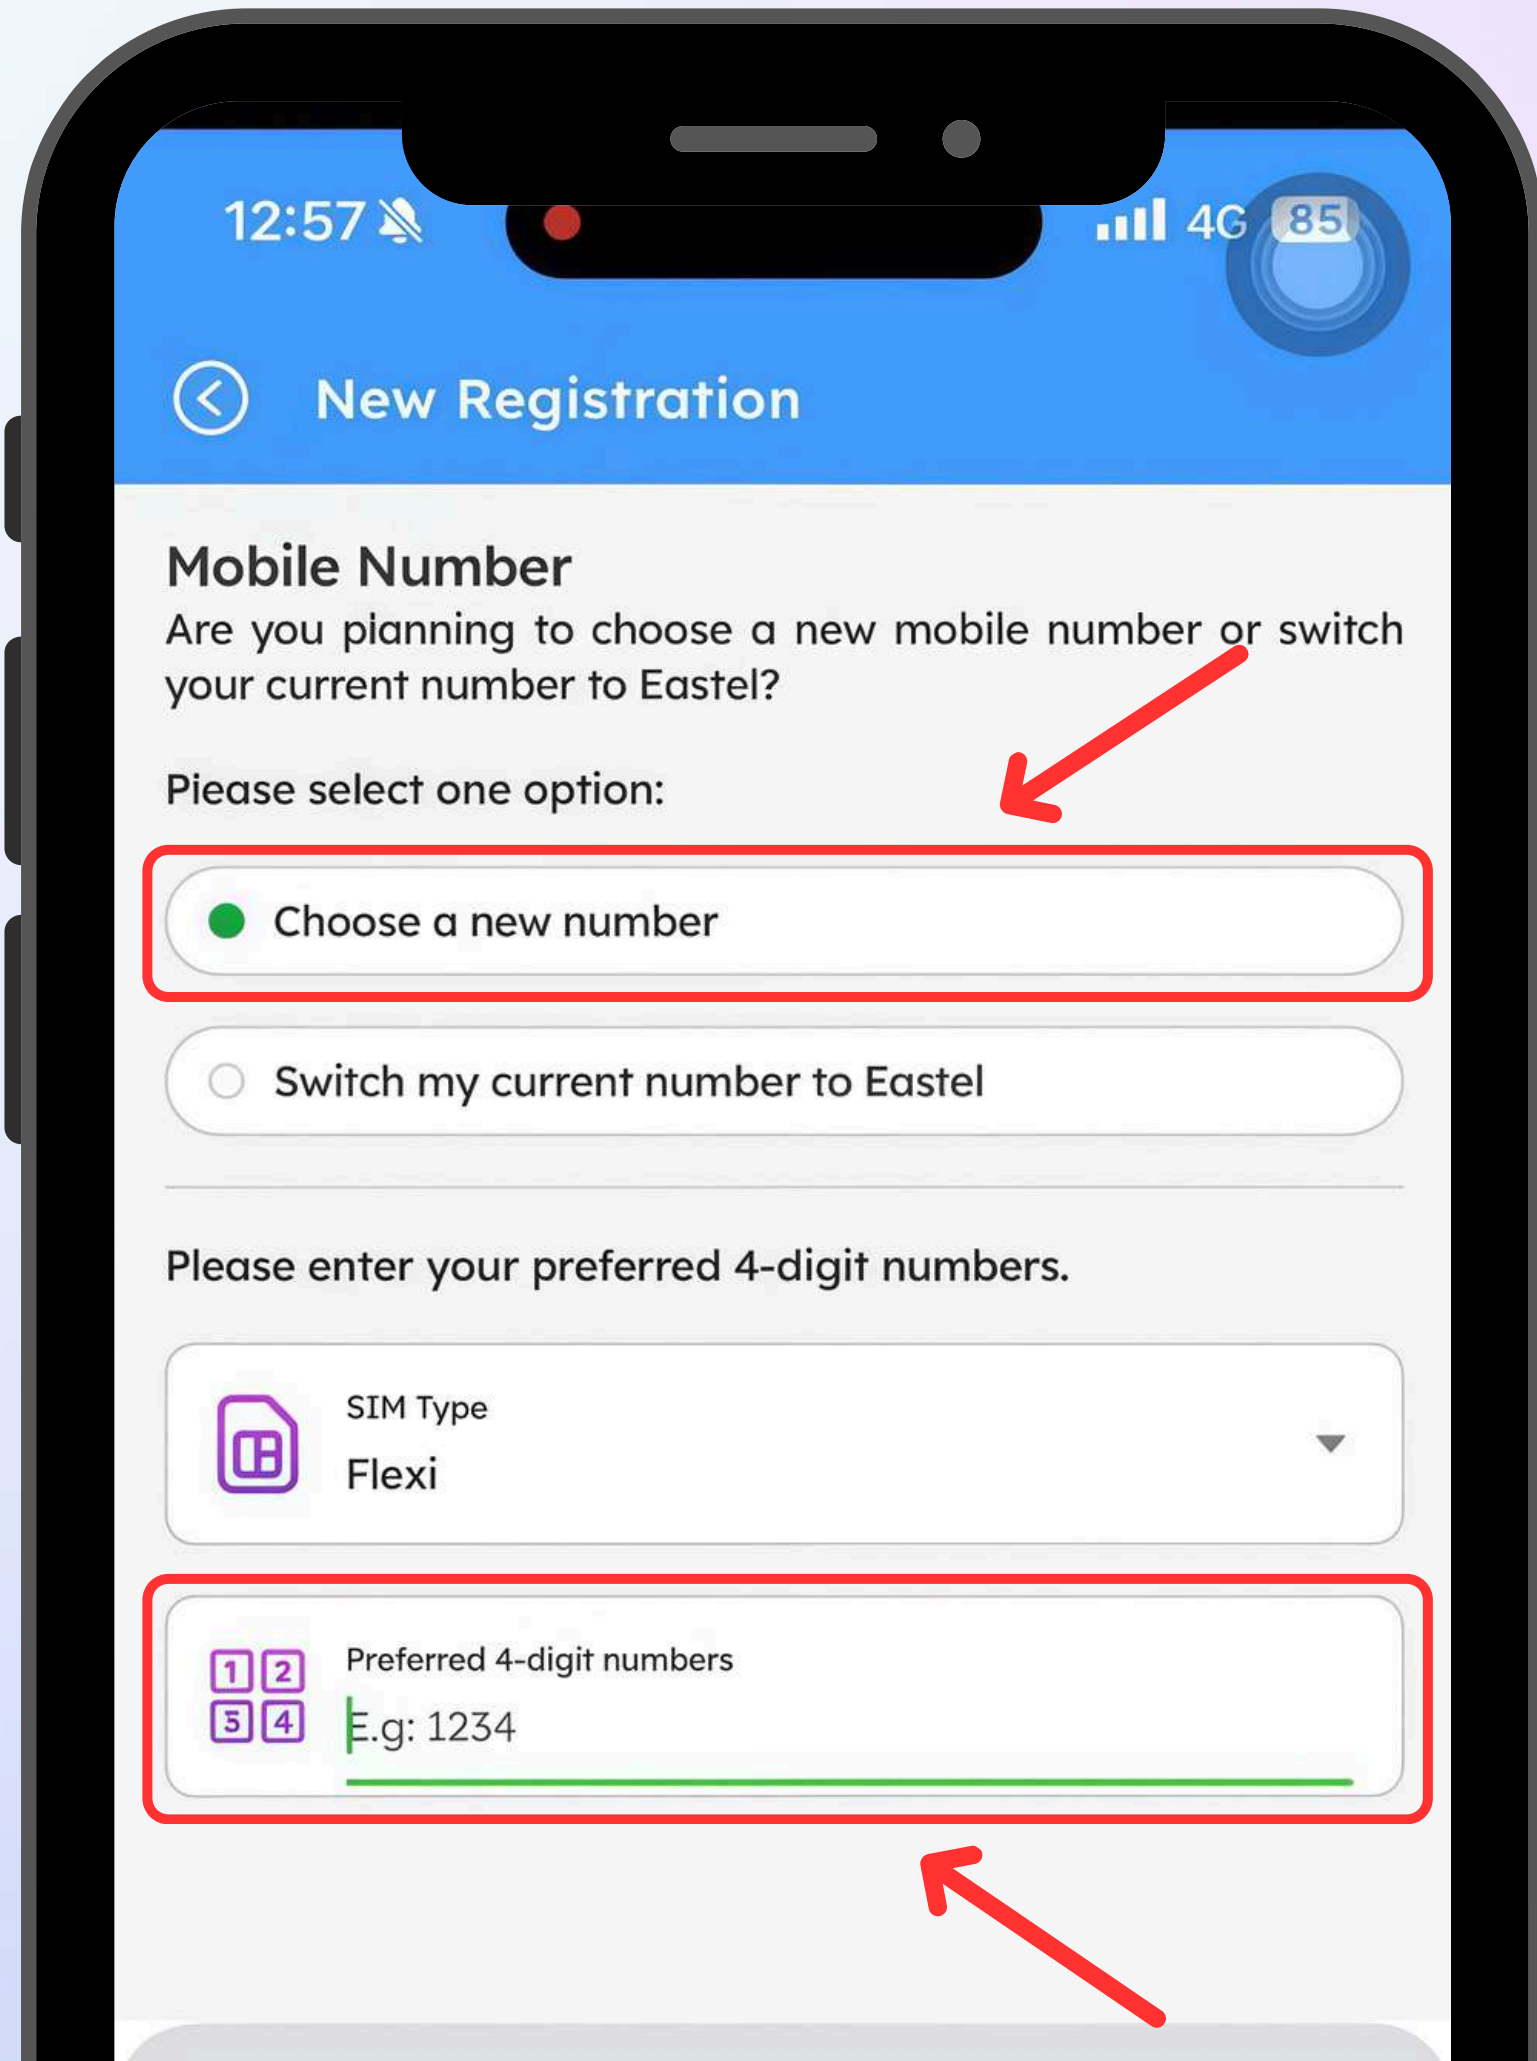 12:57
4G 85
New Registration
Mobile Number
Are you planning to choose a new mobile number or switch
your current number to Eastel?
Piease select one option:
Choose a new number
Switch my current number to Eastel
Please enter your preferred 4-digit numbers.
SIM Type
Flexi
1 2
Preferred 4-digit numbers
5 4
E.g: 1234